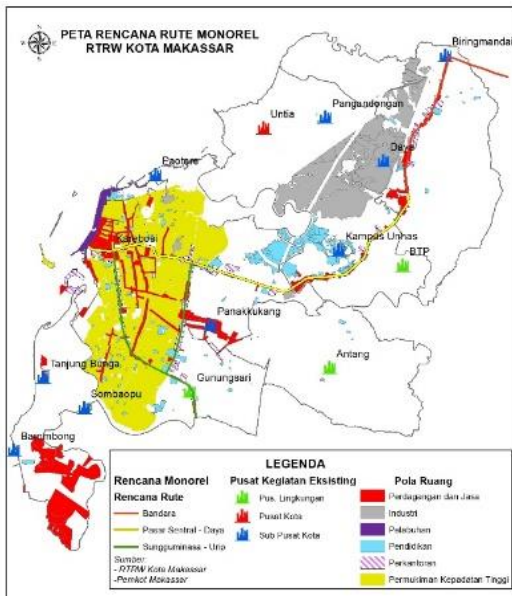 PETA RENCANA RUTE MONOREL
RTRW KOTA MAKASSAR
Biringmandai
Pangandongan
Untia
Daya
Paotere
Karebosi
Kampus Unhas
BTP
Panakkukang
Antang
Tanjung Bunga
Gunungsari
Sombaopu
Barombong
LEGENDA
Rencana Monorel
Rencana Rute
Bandara
Pasar Sentral - Daya
Sungguminasa - Urip
Sumber:
- RTRW Kota Makassar
-Pemkot Makassar
Pusat Kegiatan Eksisting
Pus. Lingkungan
Pusat Kota
Sub Pusat Kota
Pola Ruang
Perdagangan dan Jasa
Industri
Pelabuhan
Pendidikan
Perkantoran
Permukiman Kepadatan Tinggi